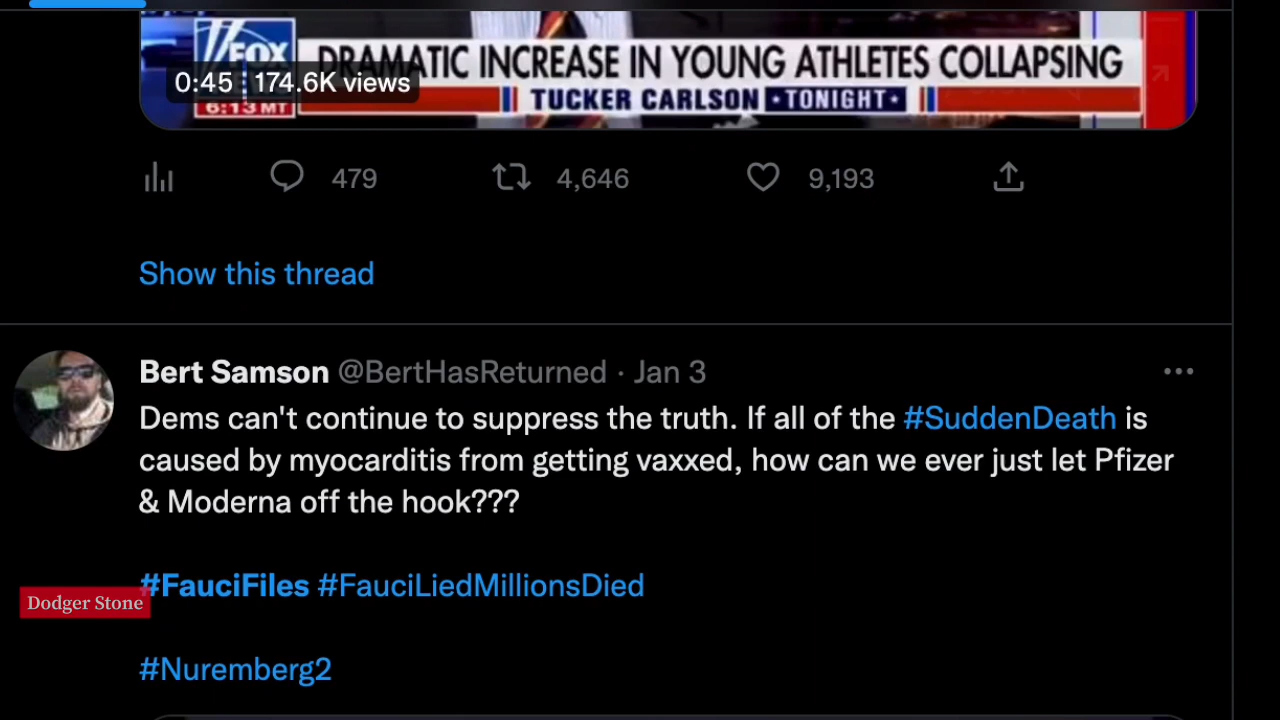 FOX
DRAMATIC INCREASE IN YOUNG ATHLETES COLLAPSING
0:45 174.6K views
6:13 MT
TUCKER CARLSON TONIGHT
479 4,646 9,193
Show this thread
Bert Samson @BertHasReturned · Jan 3
Dems can't continue to suppress the truth. If all of the #SuddenDeath is
caused by myocarditis from getting vaxxed, how can we ever just let Pfizer
& Moderna off the hook???
#FauciFiles #FauciLiedMillionsDied
Dodger Stone
#Nuremberg2